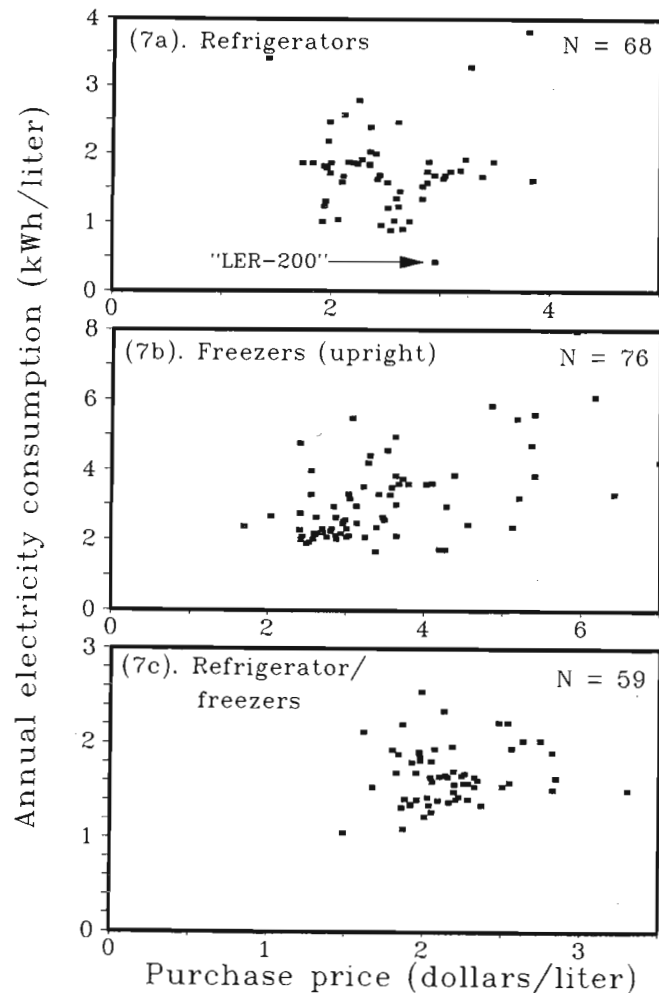 Annual electricity consumption (kWh/liter)
(7a). Refrigerators N = 68
4
3
2
1
0
"LER-200"
0 2 4
(7b). Freezers (upright) N = 76
8
6
4
2
0
0 2 4 6
(7c). Refrigerator/
freezers
N = 59
3
2
1
0
0 1 2 3
Purchase price (dollars/liter)